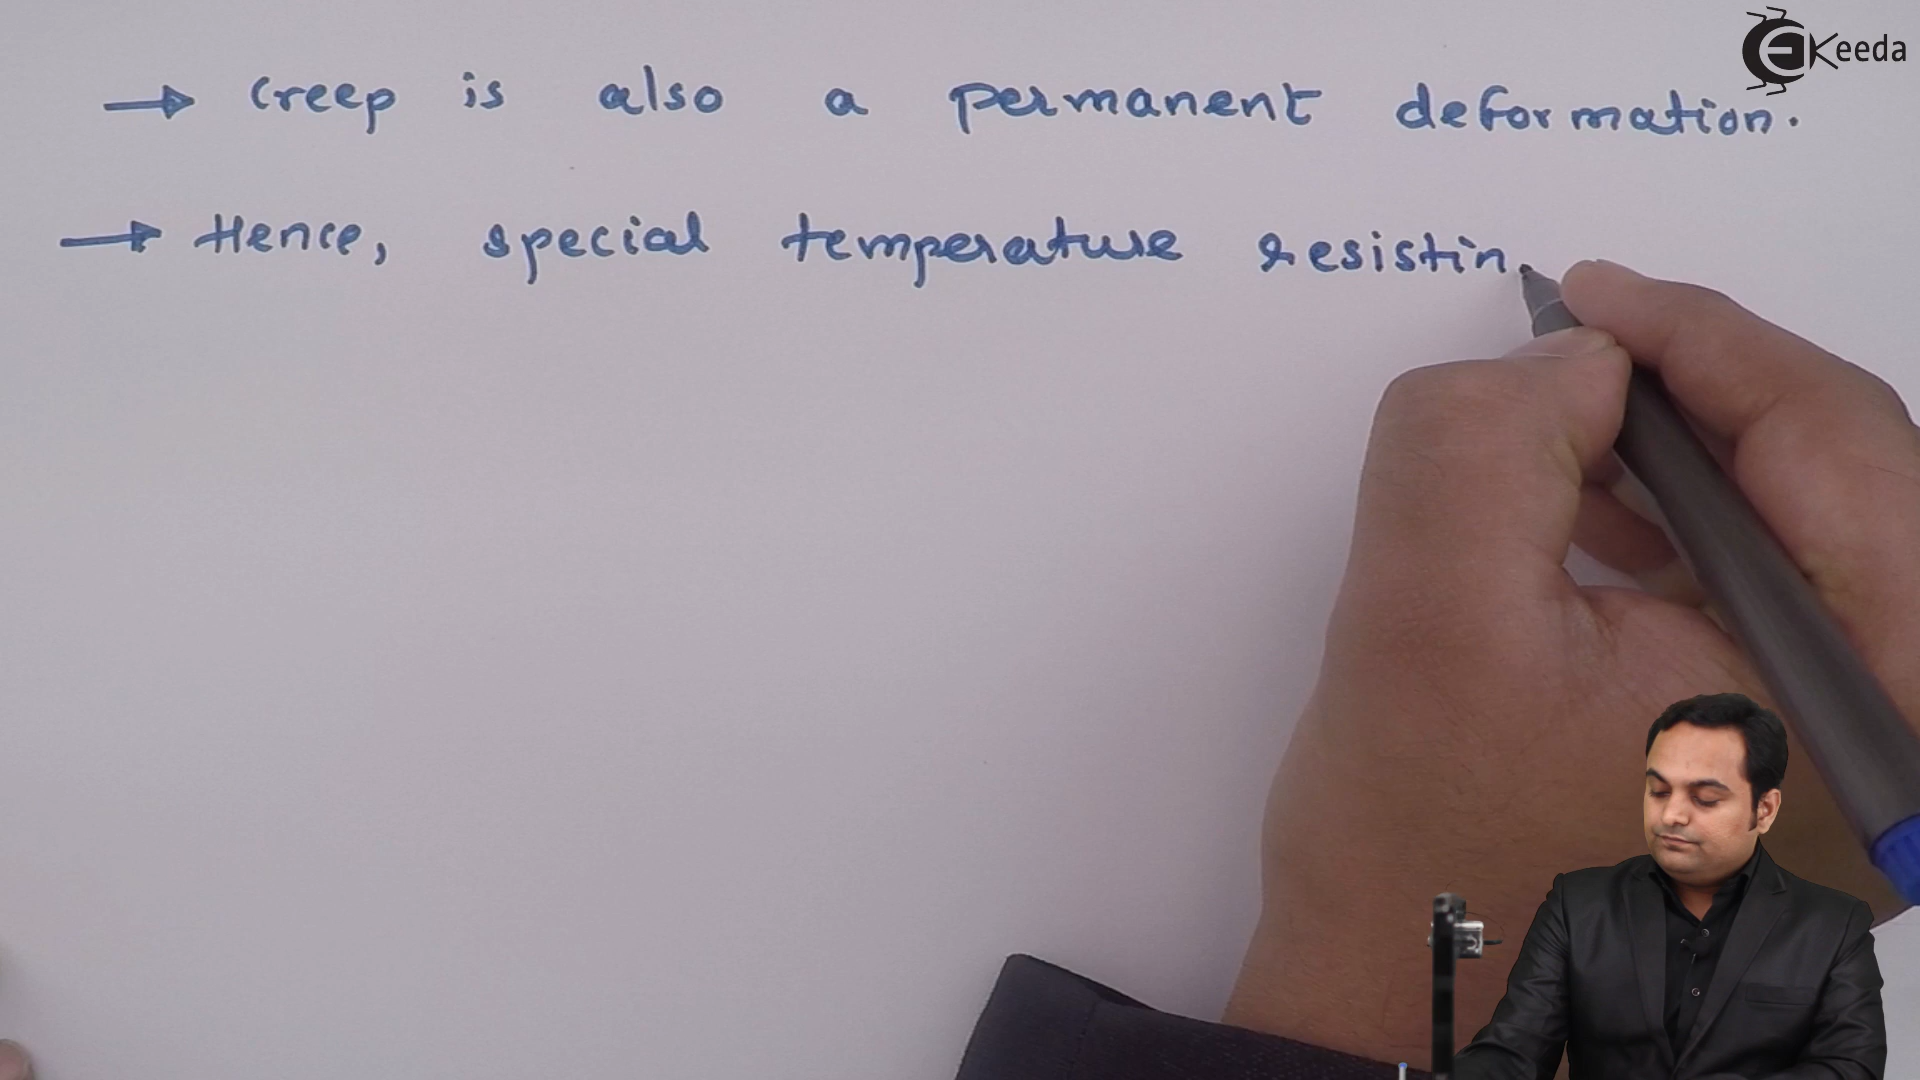 EKeeda
→ Creep is also a permanent deformation.
→ Hence, special temperature resistin